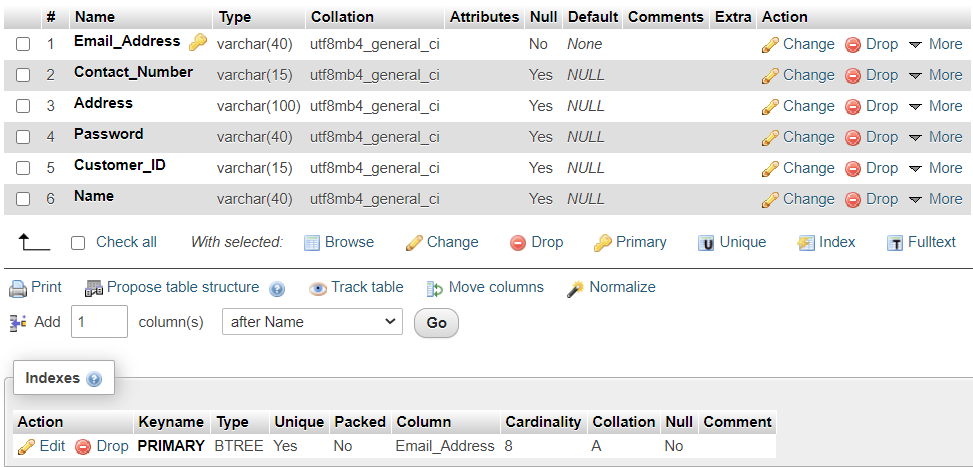 # Name Type Collation Attributes Null Default Comments Extra Action
1 Email_Address varchar(40) utf8mb4_general_ci No None Change Drop More
2 Contact_Number varchar(15) utf8mb4_general_ci Yes NULL Change Drop More
3 Address varchar(100) utf8mb4_general_ci Yes NULL Change Drop More
4 Password varchar(40) utf8mb4_general_ci Yes NULL Change Drop More
5 Customer_ID varchar(15) utf8mb4_general_ci Yes NULL Change Drop More
6 Name varchar(40) utf8mb4_general_ci Yes NULL Change Drop More
Check all With selected: Browse Change Drop Primary U Unique Index T Fulltext
Print Propose table structure Track table Move columns Normalize
Add 1 column(s) after Name Go
Indexes
Action Keyname Type Unique Packed Column Cardinality Collation Null Comment
Edit Drop PRIMARY BTREE Yes No Email_Address 8 A No